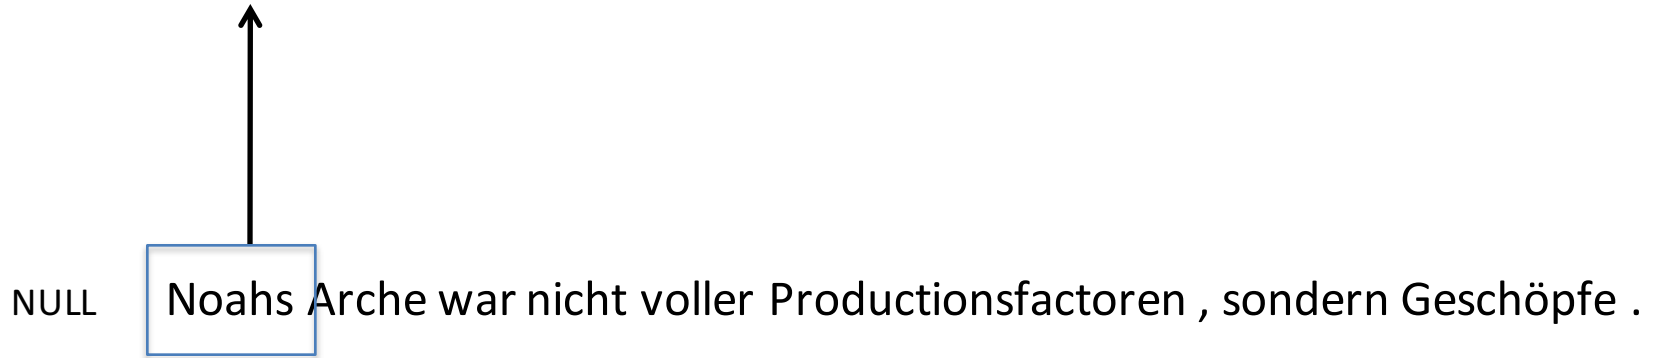 NULL Noahs Arche war nicht voller Productionsfactoren , sondern Geschöpfe .